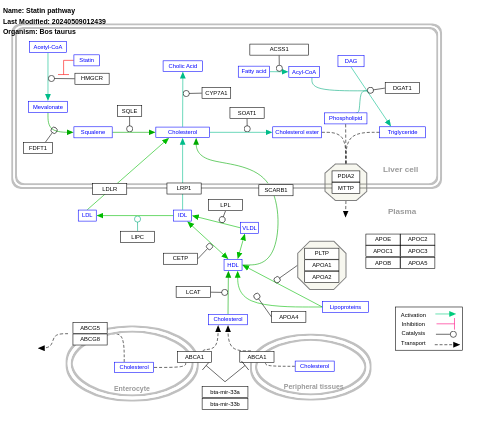 Name: Statin pathway
Last Modified: 20240509012439
Organism: Bos taurus
ACSS1
Acetyl-CoA
Statin
Cholic Acid
Fatty acid
Acyl-CoA
DAG
HMGCR
CYP7A1
DGAT1
Mevalonate
SQLE
SOAT1
Phospholipid
Squalene
Cholesterol
Cholesterol ester
Triglyceride
FDFT1
Liver cell
PDIA2
MTTP
LDLR
LRP1
SCARB1
Plasma
LPL
LDL
IDL
VLDL
LIPC
APOE
APOC2
APOC1
APOC3
APOB
APOA5
CETP
HDL
PLTP
APOA1
APOA2
LCAT
Lipoproteins
Cholesterol
APOA4
Activation
Inhibition
Catalysis
Transport
ABCG5
ABCG8
ABCA1
ABCA1
Cholesterol
Cholesterol
Enterocyte
Peripheral tissues
bta-mir-33a
bta-mir-33b